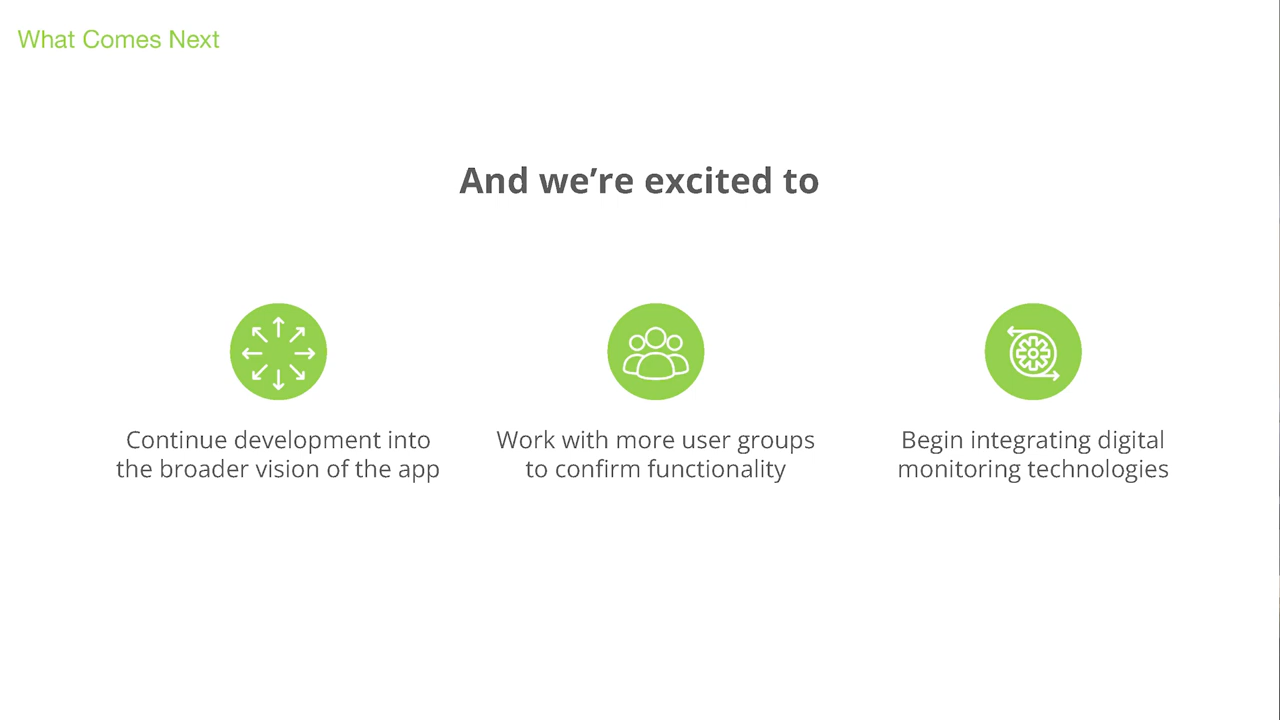 What Comes Next
And we’re excited to
Continue development into
the broader vision of the app
Work with more user groups
to confirm functionality
Begin integrating digital
monitoring technologies